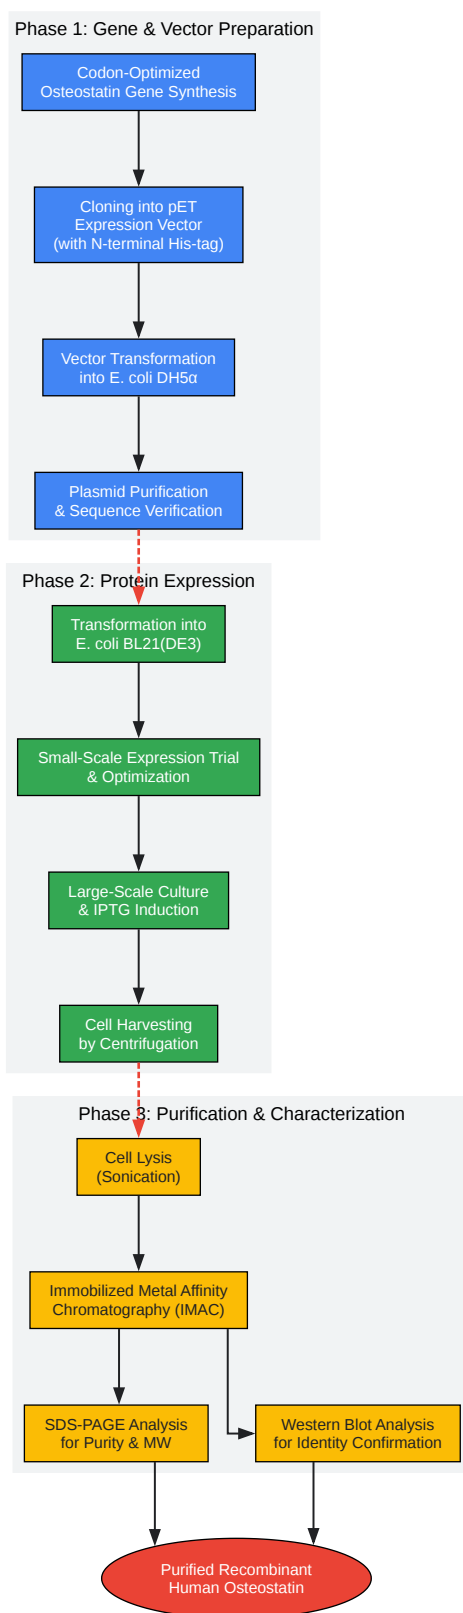 Phase 1: Gene & Vector Preparation
Codon-Optimized
Osteostatin Gene Synthesis
Cloning into pET
Expression Vector
(with N-terminal His-tag)
Vector Transformation
into E. coli DH5α
Plasmid Purification
& Sequence Verification
Phase 2: Protein Expression
Transformation into
E. coli BL21(DE3)
Small-Scale Expression Trial
& Optimization
Large-Scale Culture
& IPTG Induction
Cell Harvesting
by Centrifugation
Phase 3: Purification & Characterization
Cell Lysis
(Sonication)
Immobilized Metal Affinity
Chromatography (IMAC)
SDS-PAGE Analysis
for Purity & MW
Western Blot Analysis
for Identity Confirmation
Purified Recombinant
Human Osteostatin